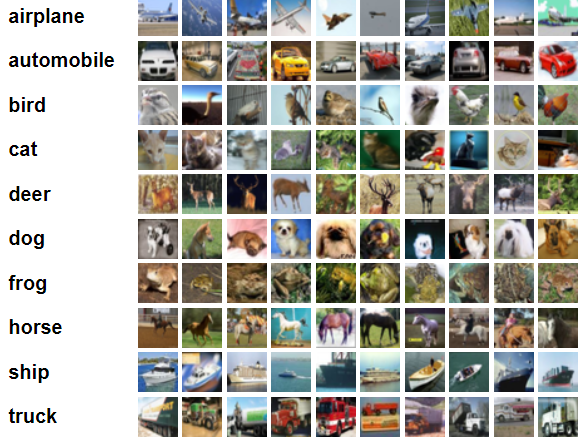 airplane
automobile
bird
cat
deer
dog
frog
horse
ship
truck